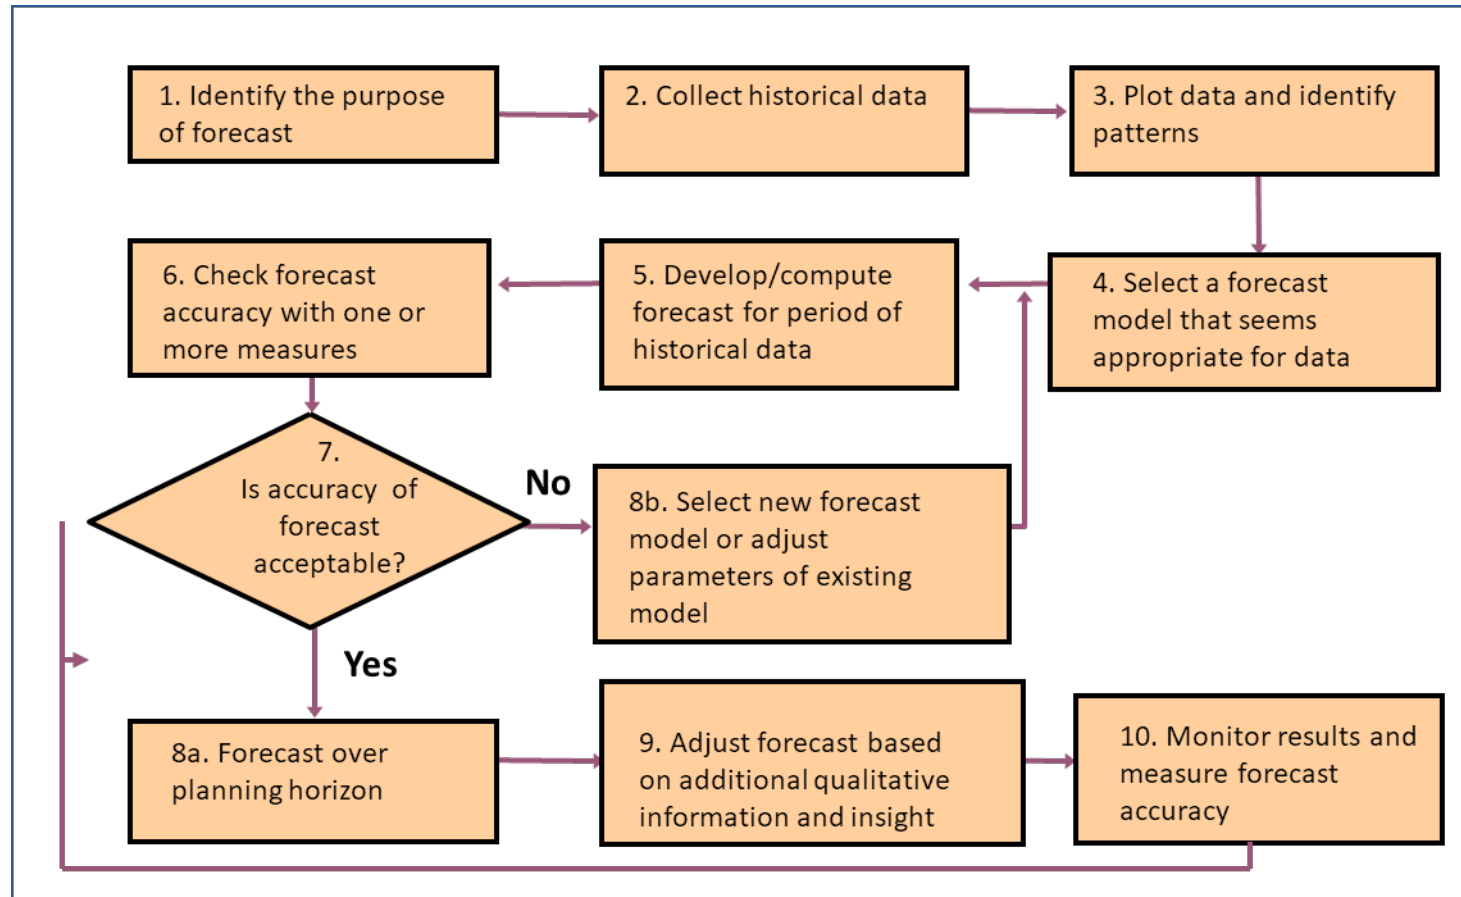 1. Identify the purpose
of forecast
2. Collect historical data
3. Plot data and identify
patterns
4. Select a forecast
model that seems
appropriate for data
5. Develop/compute
forecast for period of
historical data
6. Check forecast
accuracy with one or
more measures
7.
Is accuracy of
forecast
acceptable?
No
8b. Select new forecast
model or adjust
parameters of existing
model
Yes
8a. Forecast over
planning horizon
9. Adjust forecast based
on additional qualitative
information and insight
10. Monitor results and
measure forecast
accuracy